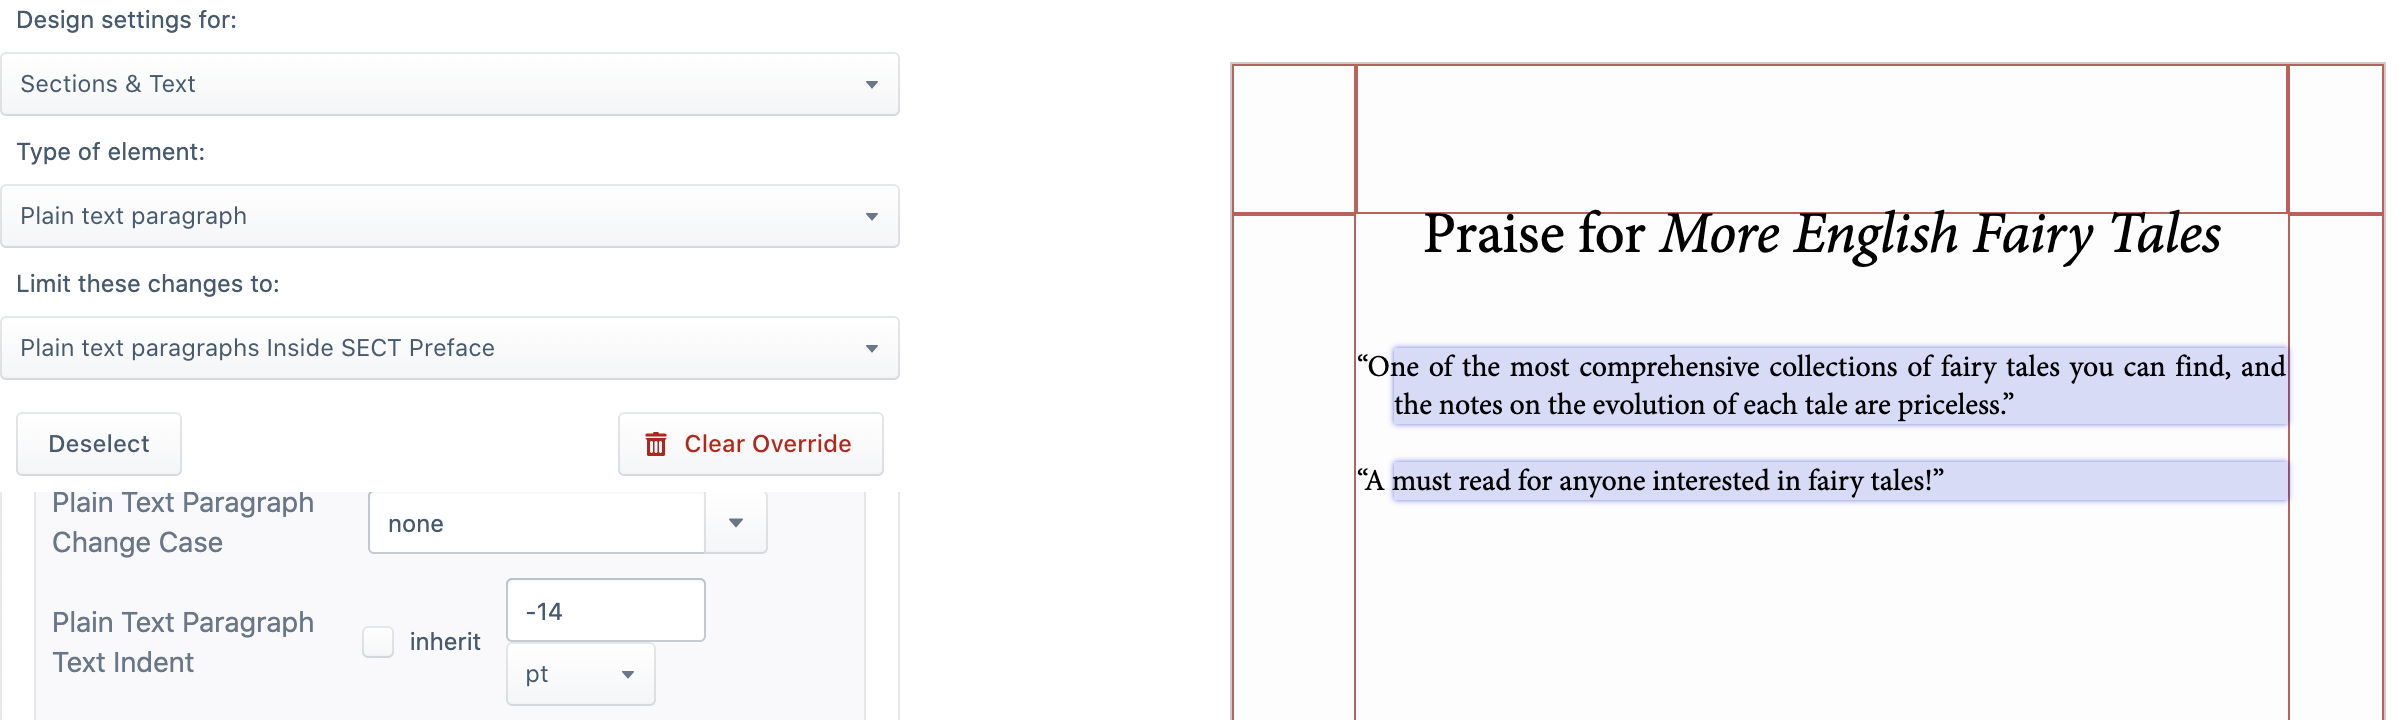 Design settings for:
Sections & Text
Type of element:
Plain text paragraph
Limit these changes to:
Plain text paragraphs Inside SECT Preface
Deselect
Clear Override
Plain Text Paragraph
Change Case
none
Plain Text Paragraph
Text Indent
inherit
-14
pt
Praise for More English Fairy Tales
“One of the most comprehensive collections of fairy tales you can find, and
the notes on the evolution of each tale are priceless.”
“A must read for anyone interested in fairy tales!”